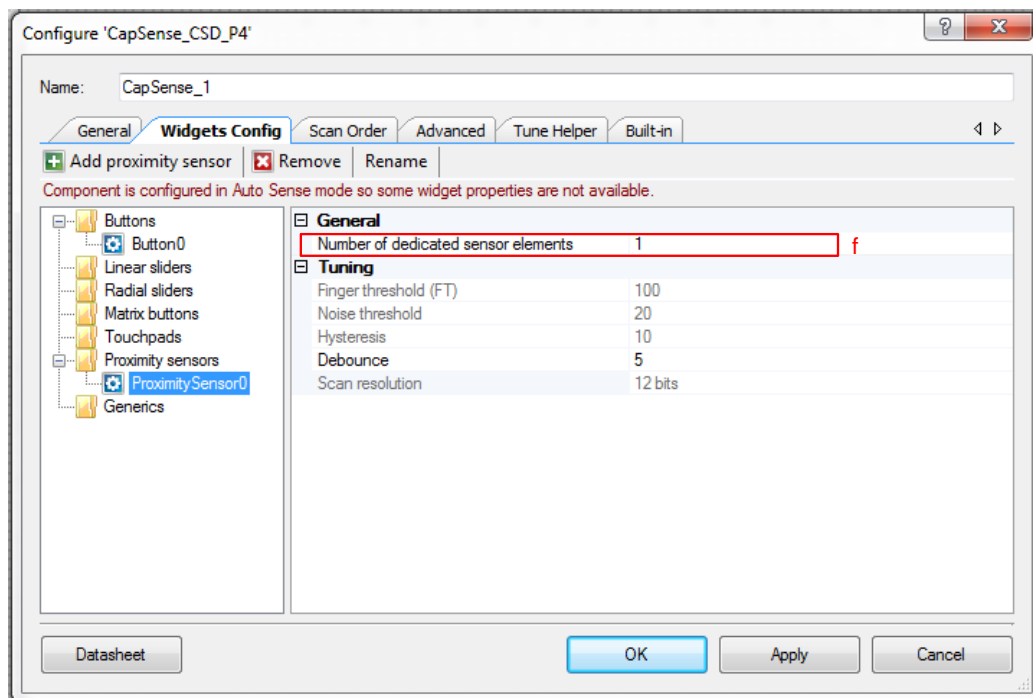 Configure 'CapSense_CSD_P4'
Name: CapSense_1
General Widgets Config Scan Order Advanced Tune Helper Built-in
Add proximity sensor Remove Rename
Component is configured in Auto Sense mode so some widget properties are not available.
Buttons
Button0
Linear sliders
Radial sliders
Matrix buttons
Touchpads
Proximity sensors
ProximitySensor0
Generics
General
Number of dedicated sensor elements 1 f
Tuning
Finger threshold (FT) 100
Noise threshold 20
Hysteresis 10
Debounce 5
Scan resolution 12 bits
Datasheet OK Apply Cancel